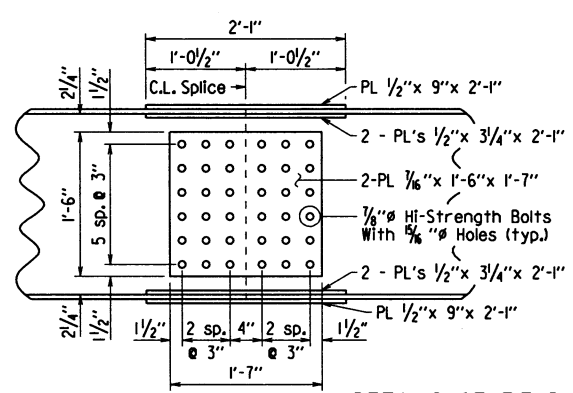 2'-1"
1'-0½" 1'-0½"
C.L. Splice
PL ½"x 9"x 2'-1"
2 - PL's ½"x 3¼"x 2'-1"
2-PL 7/16"x 1'-6"x 1'-7"
7/8"ø Hi-Strength Bolts
With 15/16 "ø Holes (typ.)
2 - PL's ½"x 3¼"x 2'-1"
PL ½"x 9"x 2'-1"
2¼"
1½"
1'-6"
5 sp. @ 3"
2¼"
1½"
1½" 2 sp. 4" 2 sp. 1½"
@ 3" @ 3"
1'-7"